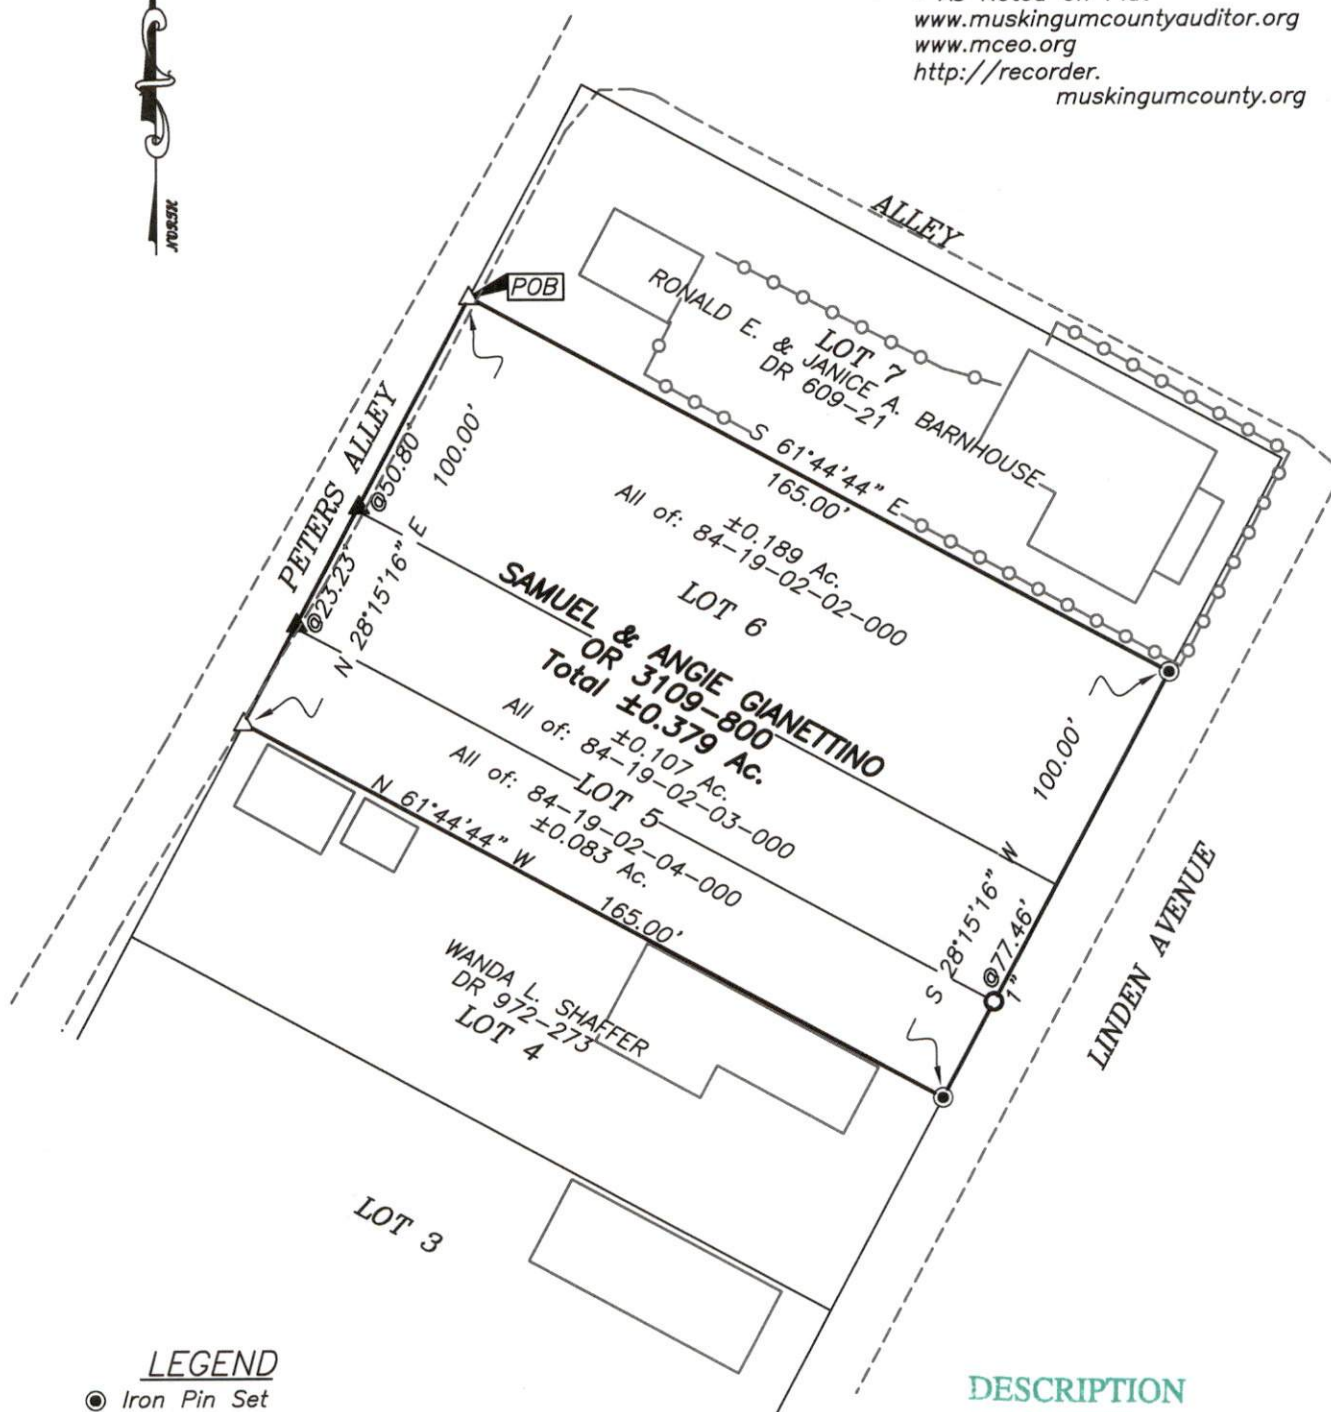 www.muskingumcountyauditor.org
www.mceo.org
http://recorder.
muskingumcounty.org
NORTH
ALLEY
POB
RONALD E. & JANICE A. BARNHOUSE
LOT 7
DR 609-21
PETERS ALLEY
@50.80'
100.00'
S 61°44'44" E
165.00'
±0.189 Ac.
All of: 84-19-02-02-000
LOT 6
@23.23'
N 28°15'16" E
SAMUEL & ANGIE GIANETTINO
OR 3109-800
Total ±0.379 Ac.
±0.107 Ac.
All of: 84-19-02-03-000
LOT 5
All of: 84-19-02-04-000
±0.083 Ac.
N 61°44'44" W
165.00'
100.00'
S 28°15'16" W
@77.46'
1"
LINDEN AVENUE
WANDA L. SHAFFER
DR 972-273
LOT 4
LOT 3
LEGEND
Iron Pin Set
DESCRIPTION